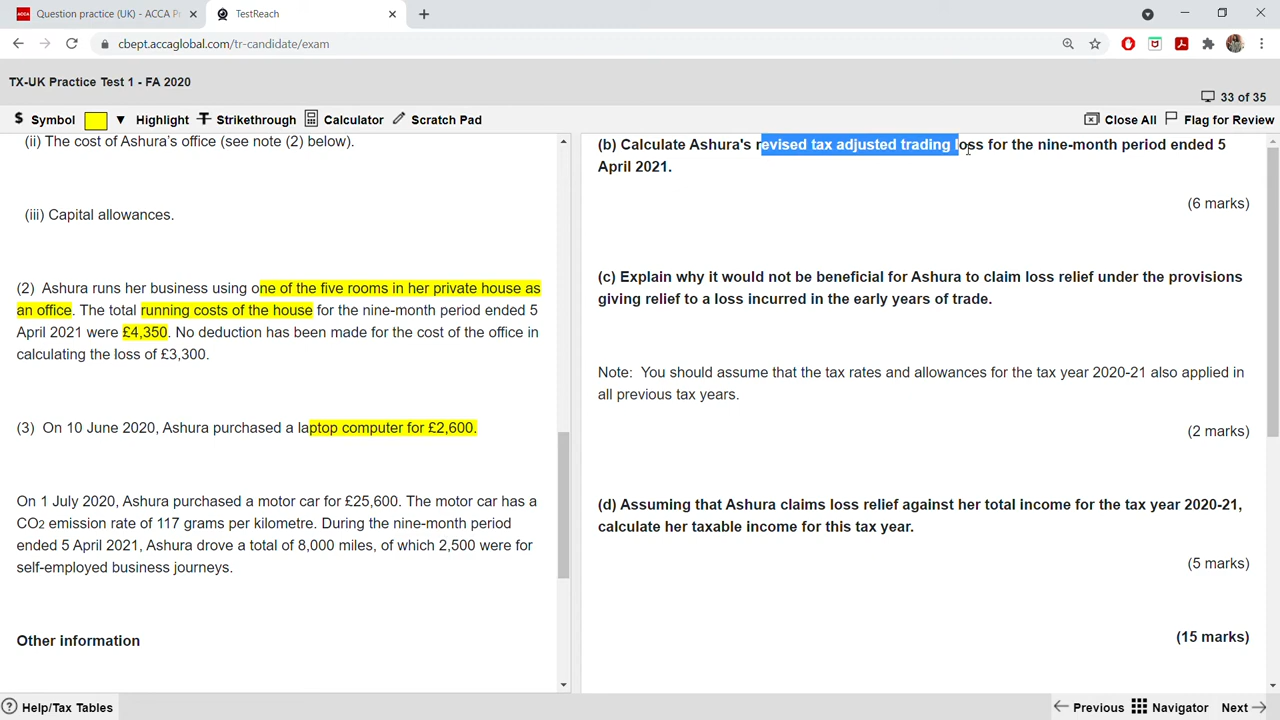 Question practice (UK) - ACCA P
TestReach
cbept.accaglobal.com/tr-candidate/exam
TX-UK Practice Test 1 - FA 2020
33 of 35
$ Symbol Highlight Strikethrough Calculator Scratch Pad Close All Flag for Review
(ii) The cost of Ashura's office (see note (2) below).
(iii) Capital allowances.
(2) Ashura runs her business using one of the five rooms in her private house as
an office. The total running costs of the house for the nine-month period ended 5
April 2021 were £4,350. No deduction has been made for the cost of the office in
calculating the loss of £3,300.
(3) On 10 June 2020, Ashura purchased a laptop computer for £2,600.
On 1 July 2020, Ashura purchased a motor car for £25,600. The motor car has a
CO2 emission rate of 117 grams per kilometre. During the nine-month period
ended 5 April 2021, Ashura drove a total of 8,000 miles, of which 2,500 were for
self-employed business journeys.
Other information
(b) Calculate Ashura's revised tax adjusted trading loss for the nine-month period ended 5
April 2021.
(6 marks)
(c) Explain why it would not be beneficial for Ashura to claim loss relief under the provisions
giving relief to a loss incurred in the early years of trade.
Note: You should assume that the tax rates and allowances for the tax year 2020-21 also applied in
all previous tax years.
(2 marks)
(d) Assuming that Ashura claims loss relief against her total income for the tax year 2020-21,
calculate her taxable income for this tax year.
(5 marks)
(15 marks)
Help/Tax Tables
Previous Navigator Next